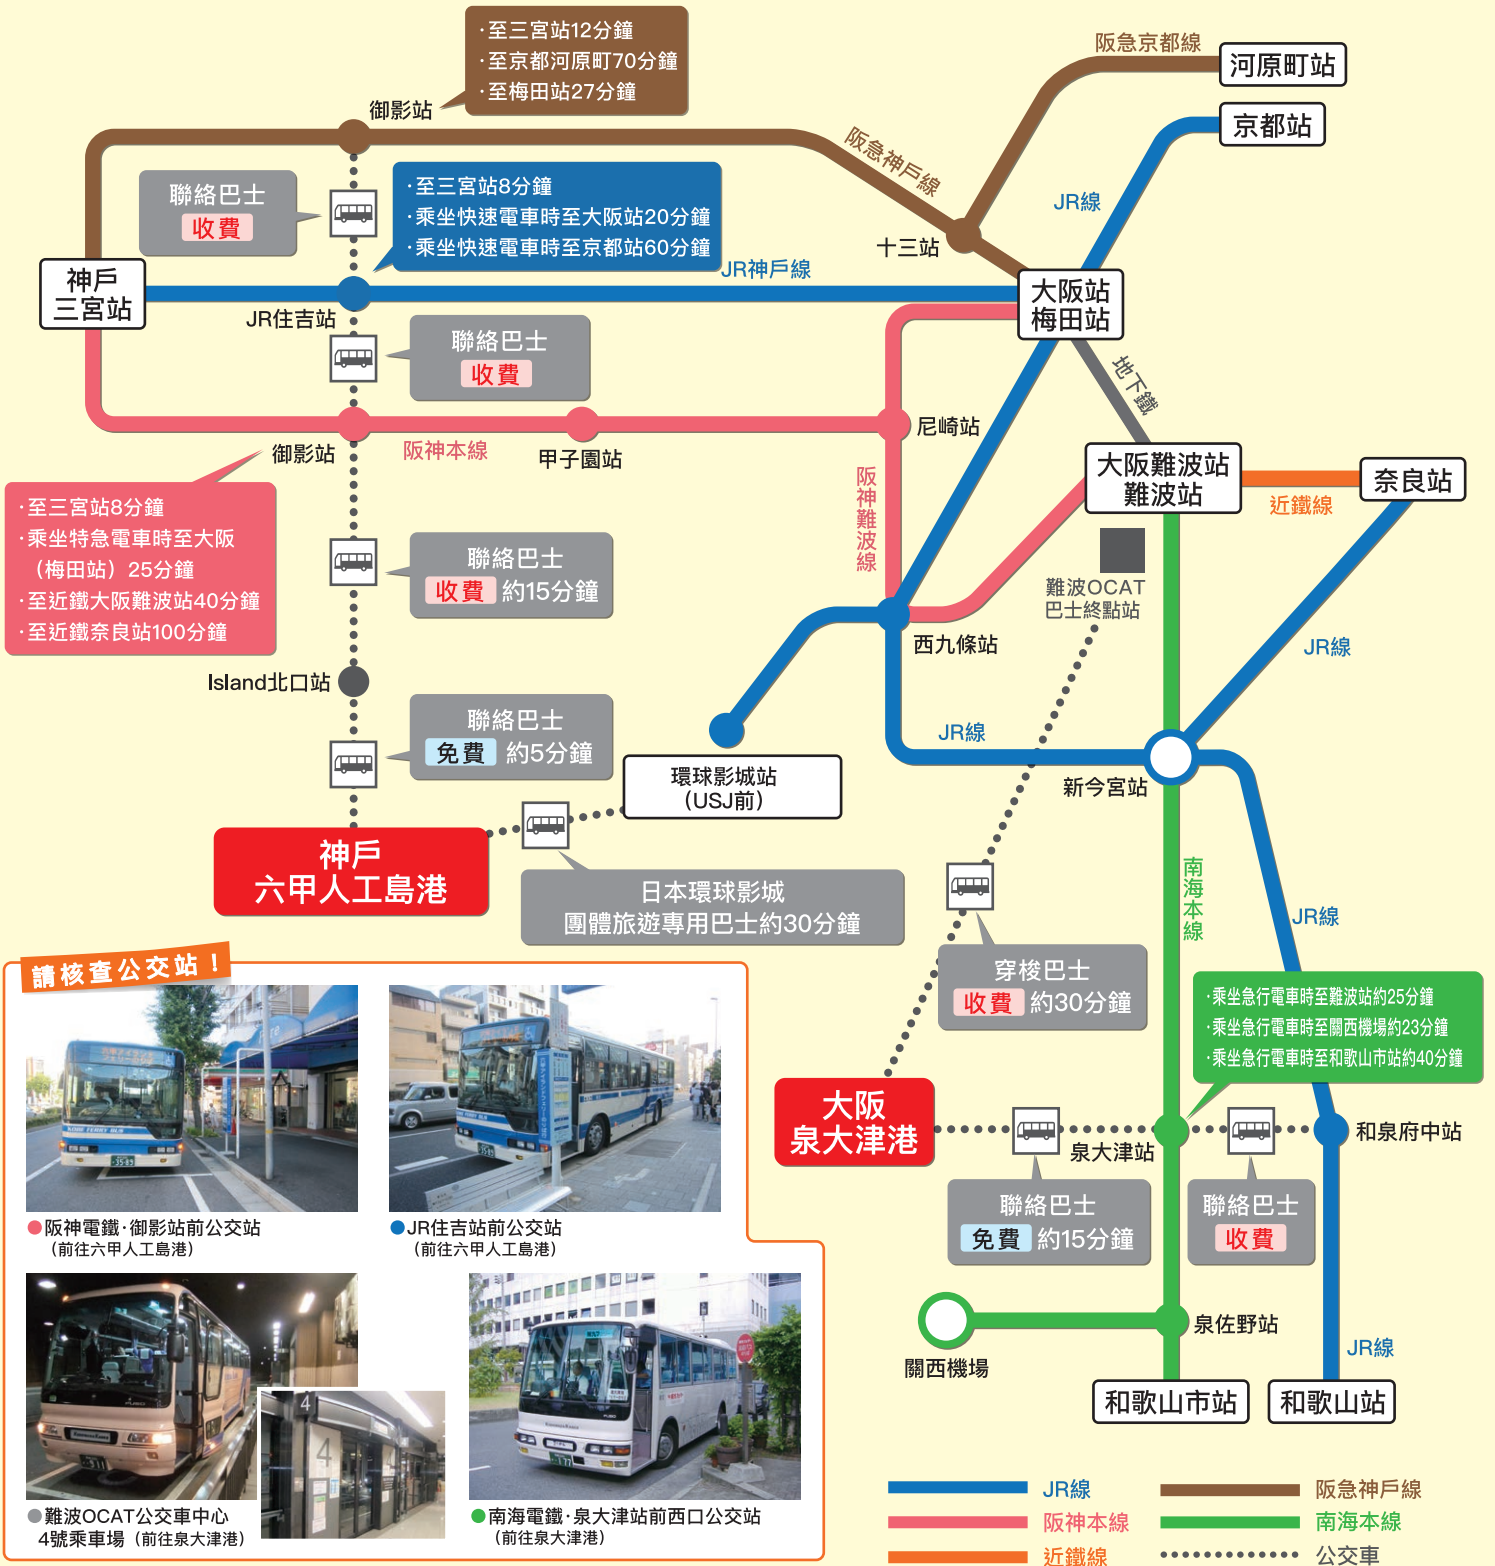 ·至三宮站12分鐘
·至京都河原町70分鐘
·至梅田站27分鐘
阪急京都線
河原町站
京都站
御影站
阪急神戶線
JR線
聯絡巴士
收費
·至三宮站8分鐘
·乘坐快速電車時至大阪站20分鐘
·乘坐快速電車時至京都站60分鐘
十三站
JR神戶線
神戶
三宮站
大阪站
梅田站
JR住吉站
聯絡巴士
收費
地下鐵
御影站
阪神本線
甲子園站
尼崎站
大阪難波站
難波站
奈良站
近鐵線
阪神難波線
·至三宮站8分鐘
·乘坐特急電車時至大阪
（梅田站）25分鐘
·至近鐵大阪難波站40分鐘
·至近鐵奈良站100分鐘
聯絡巴士
收費 約15分鐘
難波OCAT
巴士終點站
西九條站
JR線
Island北口站
聯絡巴士
免費 約5分鐘
JR線
環球影城站
（USJ前）
新今宮站
神戶
六甲人工島港
日本環球影城
團體旅遊專用巴士約30分鐘
南海本線
JR線
穿梭巴士
收費 約30分鐘
·乘坐急行電車時至難波站約25分鐘
·乘坐急行電車時至關西機場約23分鐘
·乘坐急行電車時至和歌山市站約40分鐘
大阪
泉大津港
泉大津站
和泉府中站
聯絡巴士
免費 約15分鐘
聯絡巴士
收費
泉佐野站
關西機場
JR線
和歌山市站
和歌山站
請核查公交站！
KOBE FERRY BUS
●阪神電鐵·御影站前公交站
（前往六甲人工島港）
●JR住吉站前公交站
（前往六甲人工島港）
4
4
●難波OCAT公交車中心
4號乘車場（前往泉大津港）
●南海電鐵·泉大津站前西口公交站
（前往泉大津港）
JR線
阪急神戶線
阪神本線
南海本線
近鐵線
公交車